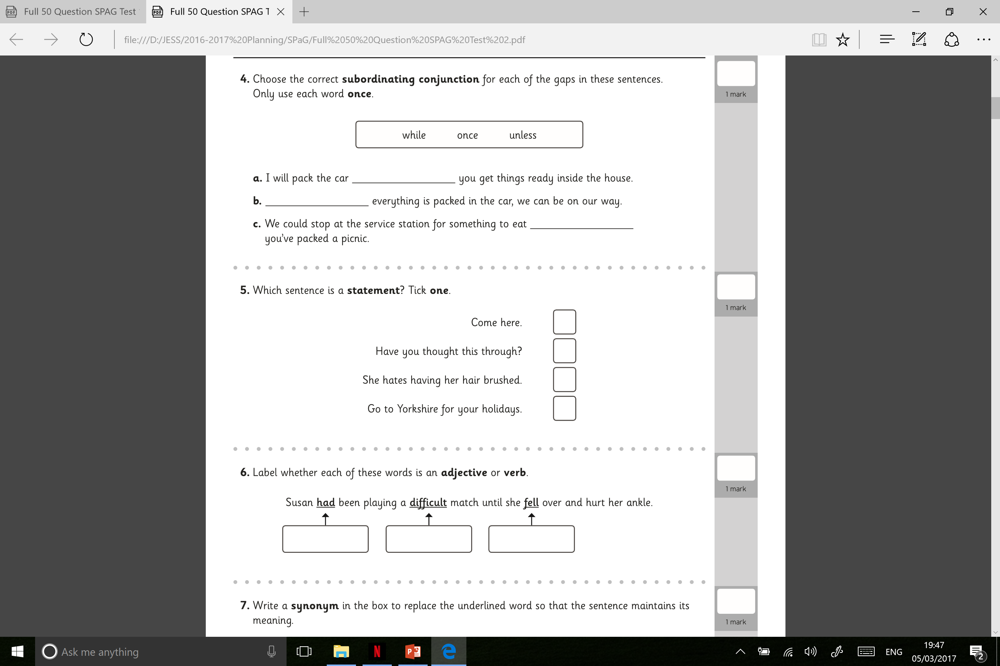 Full 50 Question SPAG Test
Full 50 Question SPAG T
file:///D:/JESS/2016-2017%20Planning/SPaG/Full%2050%20Question%20SPAG%20Test%202.pdf
4. Choose the correct subordinating conjunction for each of the gaps in these sentences.
Only use each word once.
1 mark
while once unless
a. I will pack the car ________ you get things ready inside the house.
b. ________ everything is packed in the car, we can be on our way.
c. We could stop at the service station for something to eat ________
you've packed a picnic.
5. Which sentence is a statement? Tick one.
1 mark
Come here.
Have you thought this through?
She hates having her hair brushed.
Go to Yorkshire for your holidays.
6. Label whether each of these words is an adjective or verb.
1 mark
Susan had been playing a difficult match until she fell over and hurt her ankle.
7. Write a synonym in the box to replace the underlined word so that the sentence maintains its
meaning.
1 mark
Ask me anything
ENG
19:47
05/03/2017
2